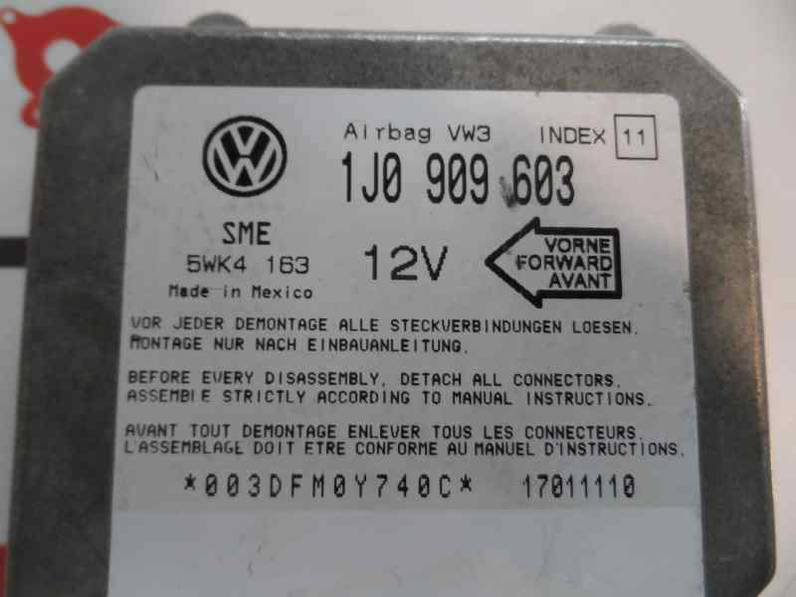 Airbag VW3 INDEX 11
1J0 909 603
SME
5WK4 163
Made in Mexico
12V
VORNE
FORWARD
AVANT
VOR JEDER DEMONTAGE ALLE STECKVERBINDUNGEN LOESEN.
MONTAGE NUR NACH EINBAUANLEITUNG.
BEFORE EVERY DISASSEMBLY, DETACH ALL CONNECTORS.
ASSEMBLE STRICTLY ACCORDING TO MANUAL INSTRUCTIONS.
AVANT TOUT DEMONTAGE ENLEVER TOUS LES CONNECTEURS.
L'ASSEMBLAGE DOIT ETRE CONFORME AU MANUEL D'INSTRUCTIONS.
*003DFM0Y740C* 17011110